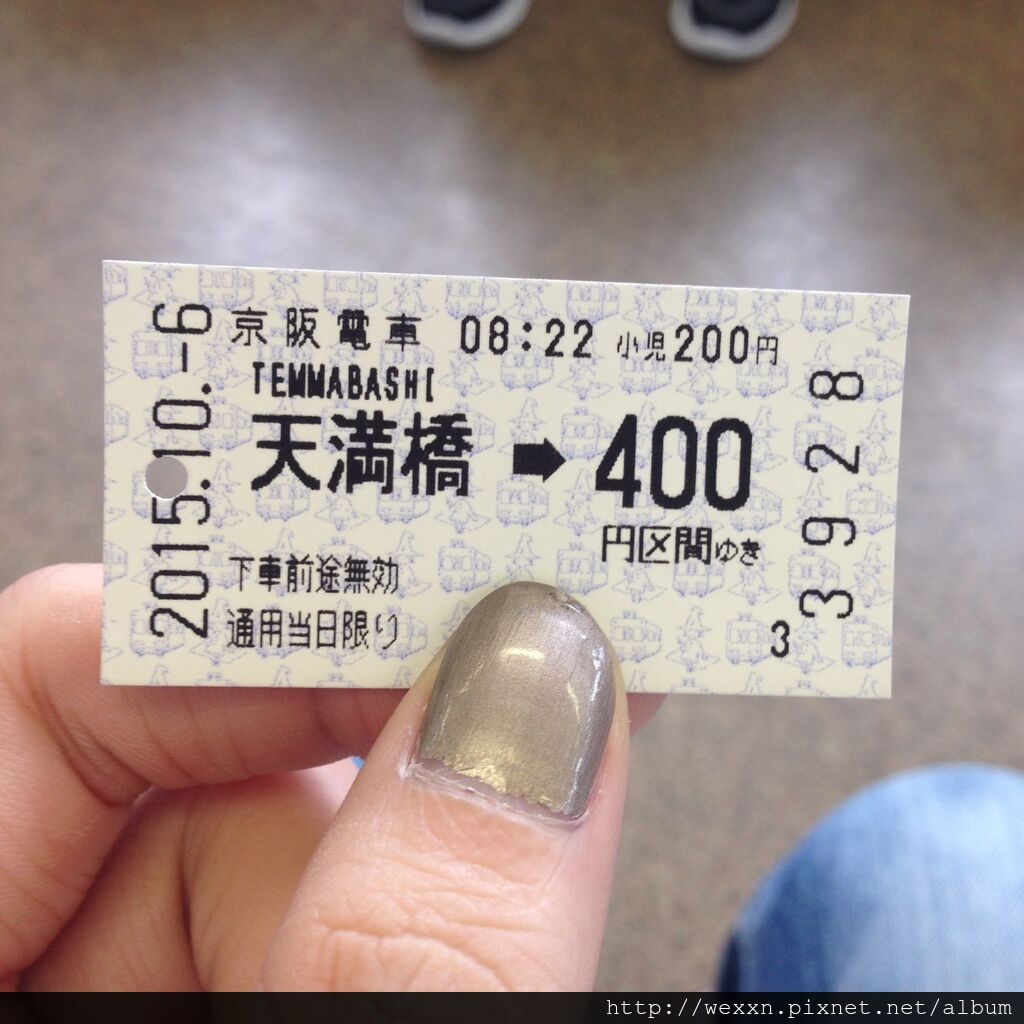 2015.10.-6
京阪電車 08:22 小児200円
TEMMABASHI
天満橋 ➡ 400
円区間ゆき
下車前途無効
通用当日限り
3
3928
http://wexxn.pixnet.net/album